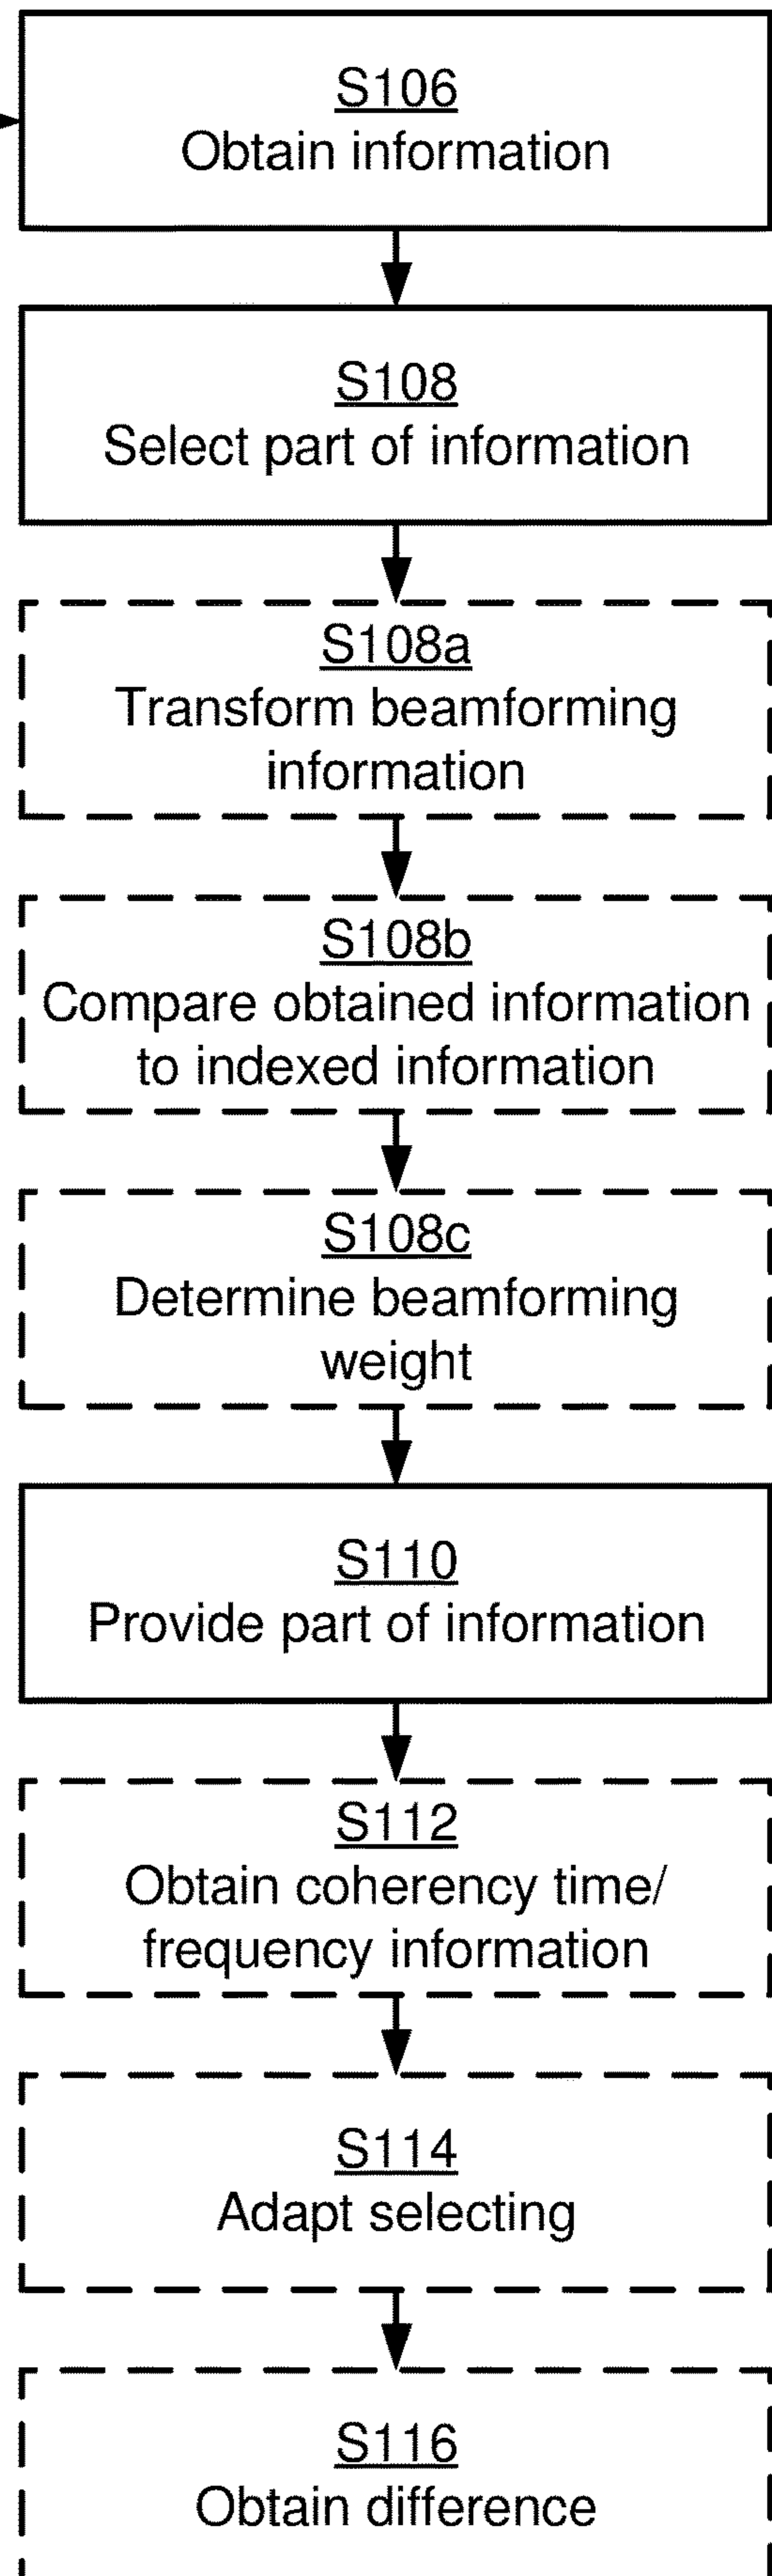 S106
Obtain information
S108
Select part of information
S108a
Transform beamforming
information
S108b
Compare obtained information
to indexed information
S108c
Determine beamforming
weight
S110
Provide part of information
S112
Obtain coherency time/
frequency information
S114
Adapt selecting
S116
Obtain difference